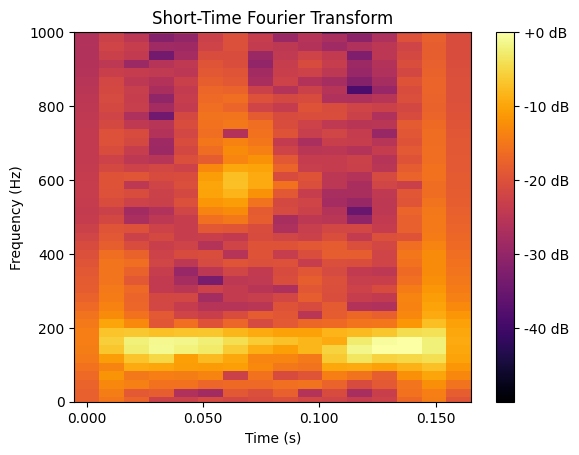 Short-Time Fourier Transform
1000
800
600
400
200
0
Frequency (Hz)
0.000
0.050
0.100
0.150
Time (s)
+0 dB
-10 dB
-20 dB
-30 dB
-40 dB